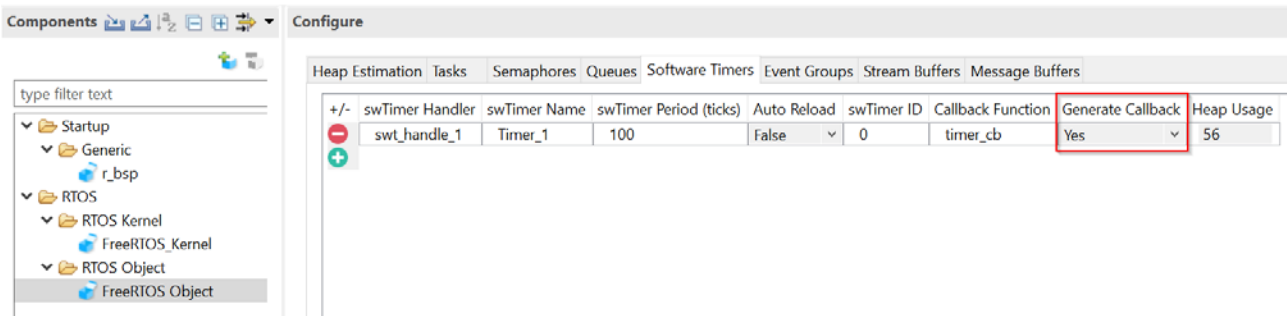 Components
Configure
type filter text
Startup
Generic
r_bsp
RTOS
RTOS Kernel
FreeRTOS_Kernel
RTOS Object
FreeRTOS Object
Heap Estimation Tasks Semaphores Queues Software Timers Event Groups Stream Buffers Message Buffers
+/- swTimer Handler swTimer Name swTimer Period (ticks) Auto Reload swTimer ID Callback Function Generate Callback Heap Usage
swt_handle_1 Timer_1 100 False 0 timer_cb Yes 56